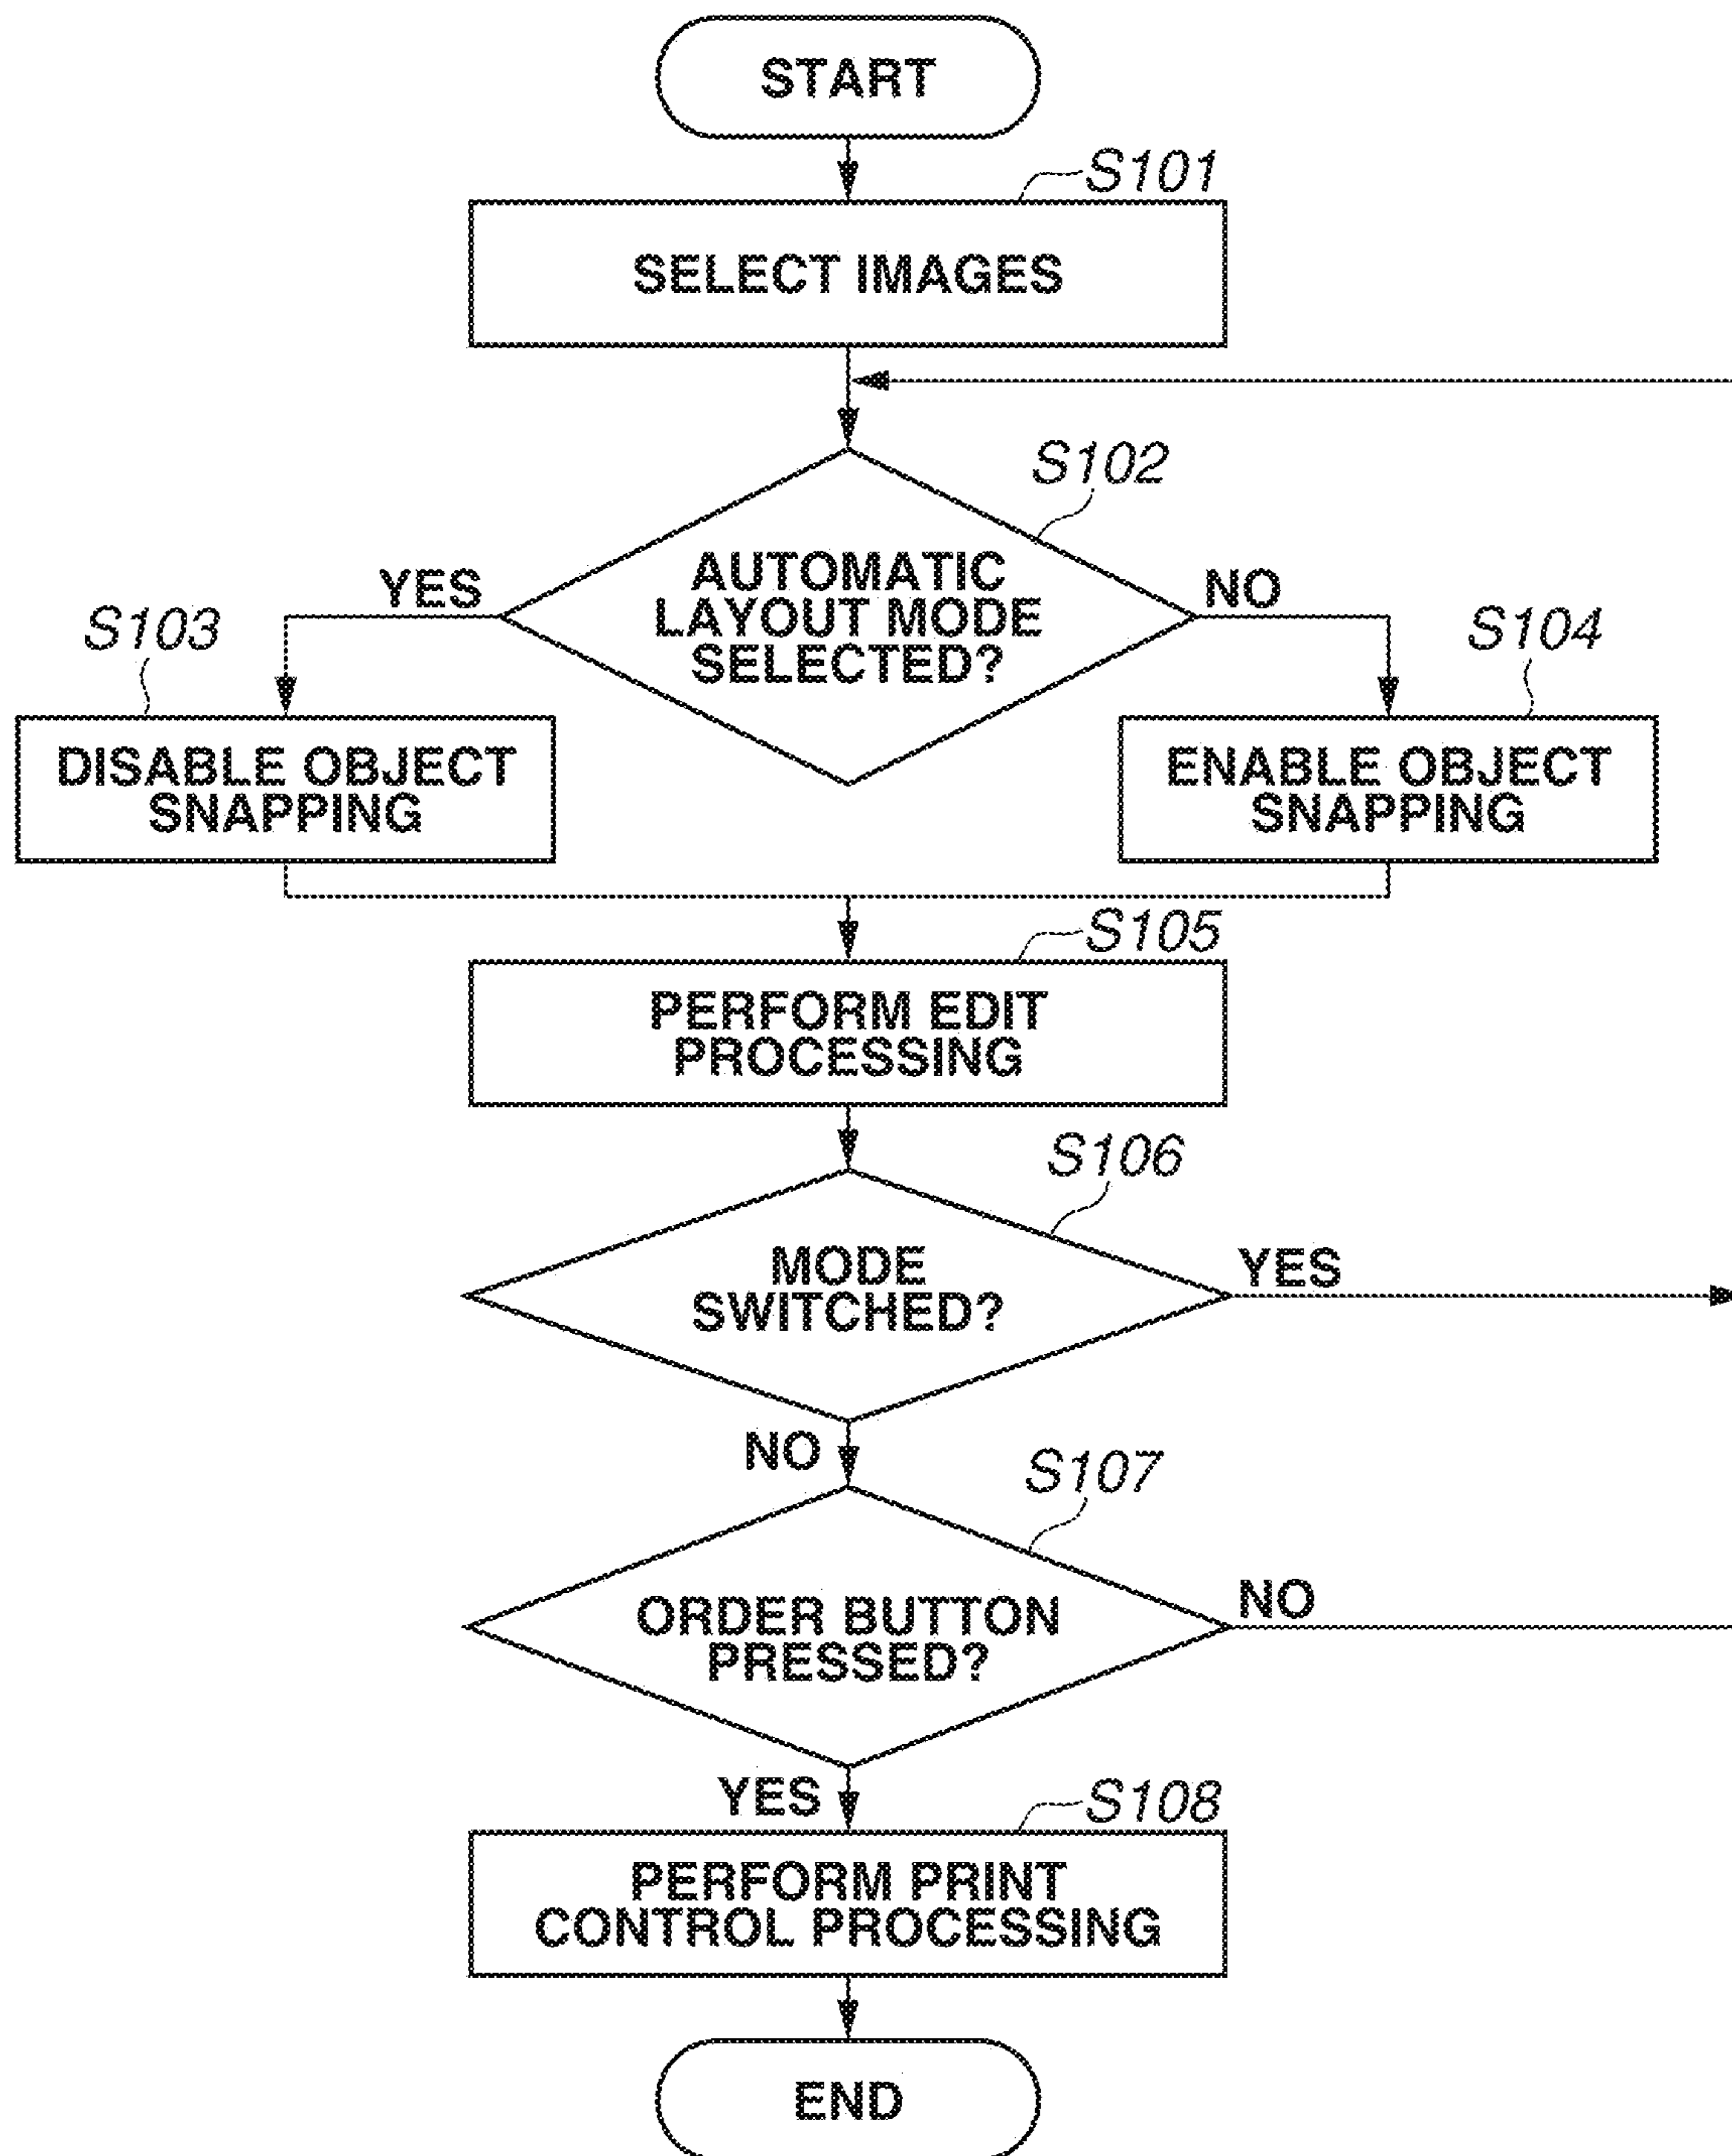 START
S101
SELECT IMAGES
S102
AUTOMATIC
LAYOUT MODE
SELECTED?
YES
NO
S103
S104
DISABLE OBJECT
SNAPPING
ENABLE OBJECT
SNAPPING
S105
PERFORM EDIT
PROCESSING
S106
MODE
SWITCHED?
YES
NO
S107
ORDER BUTTON
PRESSED?
NO
YES
S108
PERFORM PRINT
CONTROL PROCESSING
END